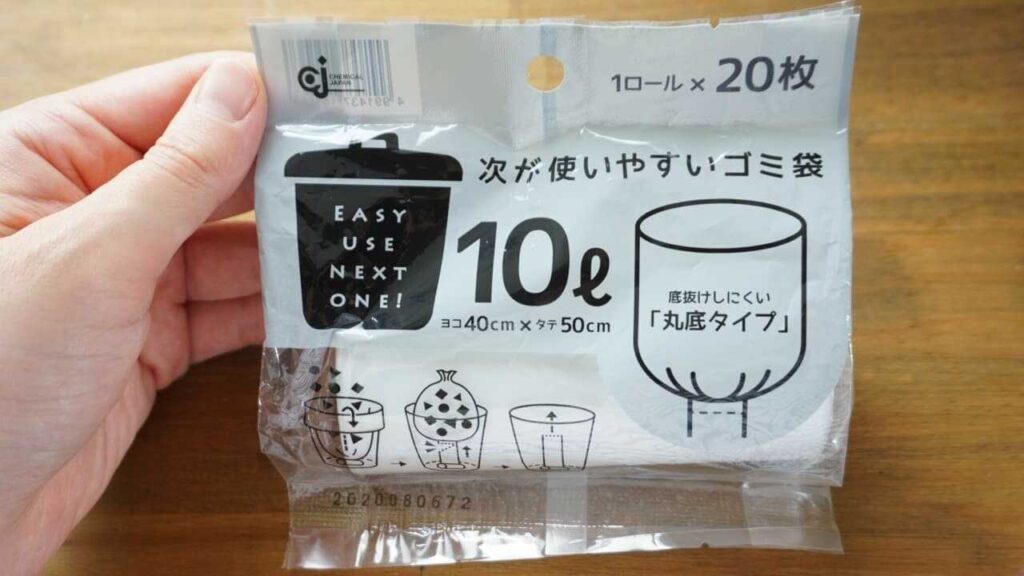 CHEMICAL
JAPAN
1ロール × 20枚
次が使いやすいゴミ袋
EASY
USE
NEXT
ONE!
10ℓ
ヨコ40cm×タテ50cm
底抜けしにくい
「丸底タイプ」
2020080672